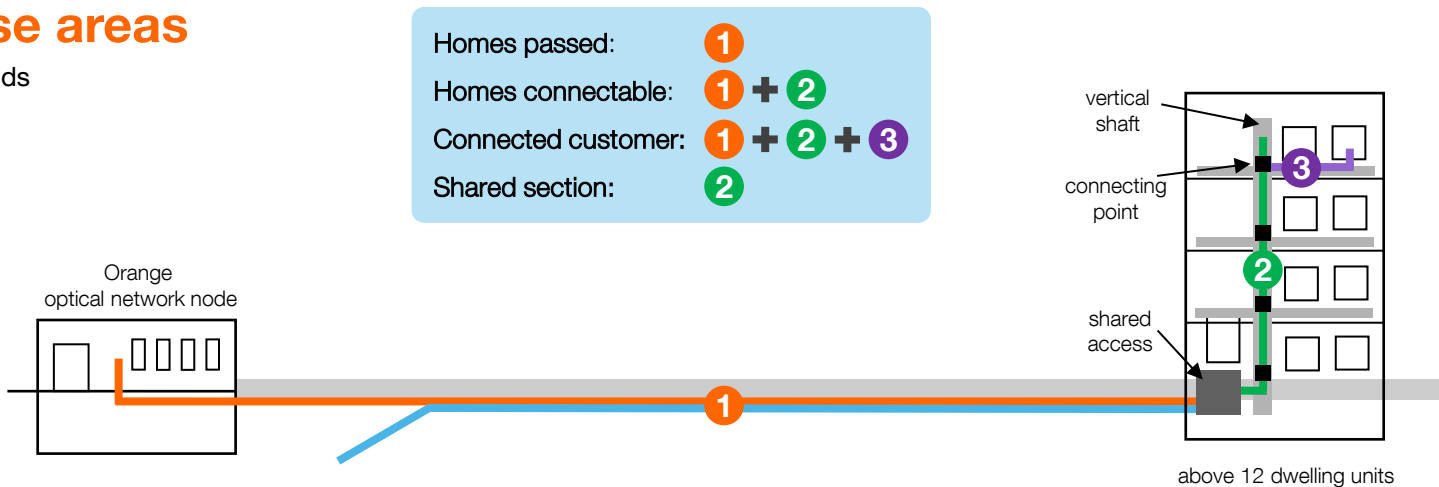 se areas
ds
Homes passed: 1
Homes connectable: 1 + 2
Connected customer: 1 + 2 + 3
Shared section: 2
vertical
shaft
3
connecting
point
2
Orange
optical network node
shared
access
1
above 12 dwelling units